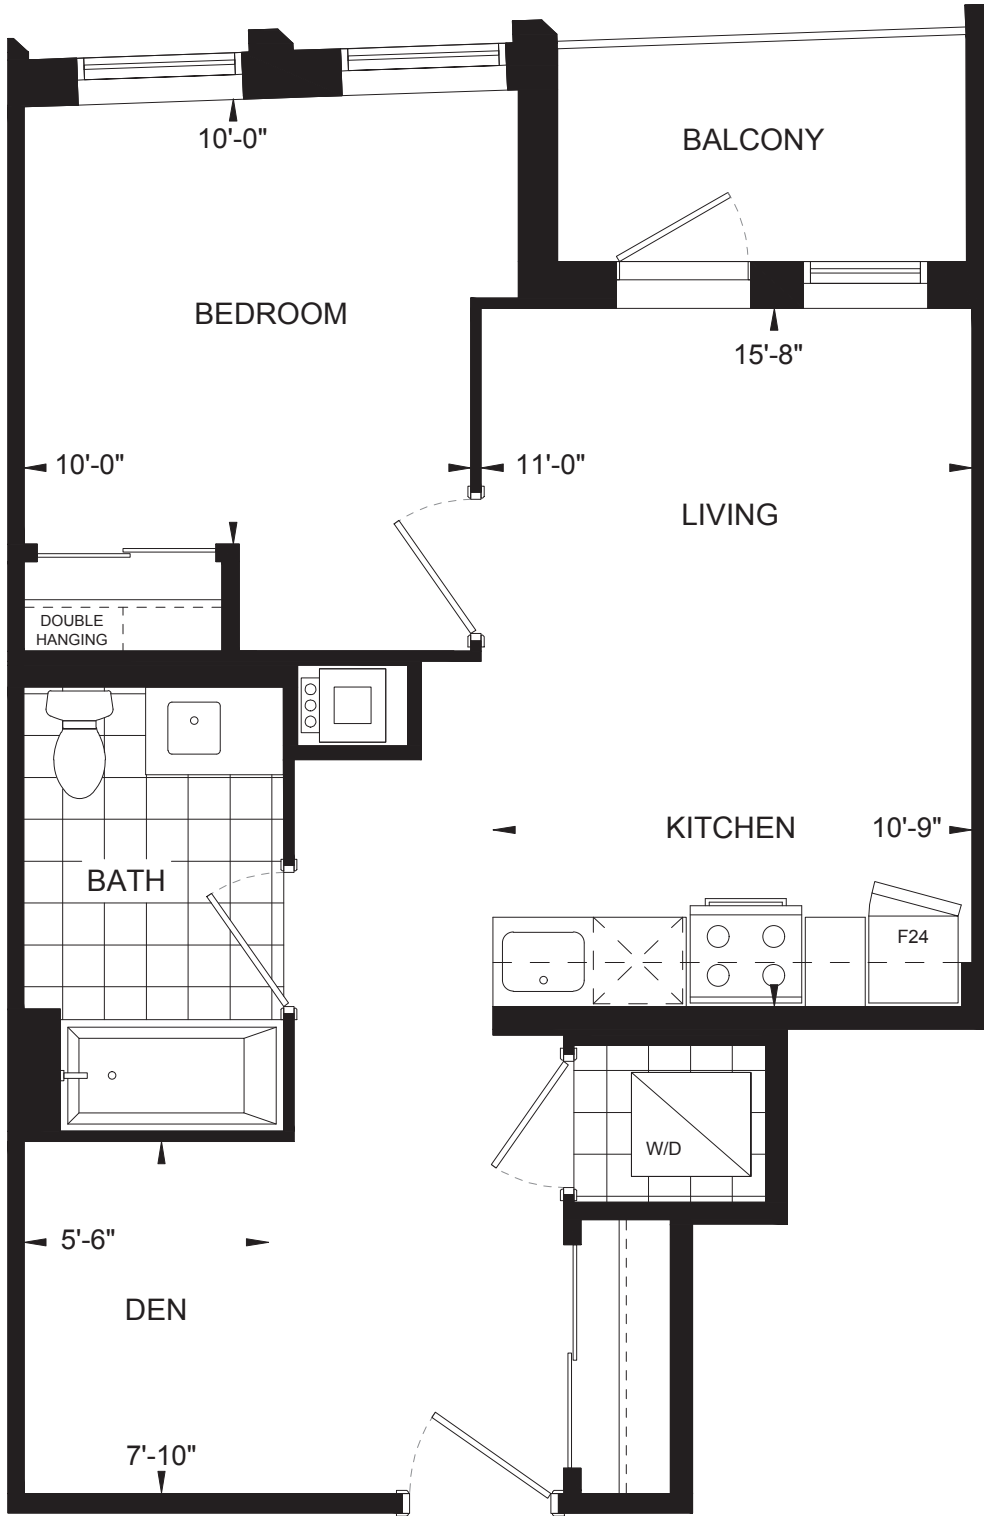 10'-0"
BALCONY
BEDROOM
15'-8"
10'-0"
11'-0"
LIVING
DOUBLE
HANGING
KITCHEN
10'-9"
BATH
F24
W/D
5'-6"
DEN
7'-10"